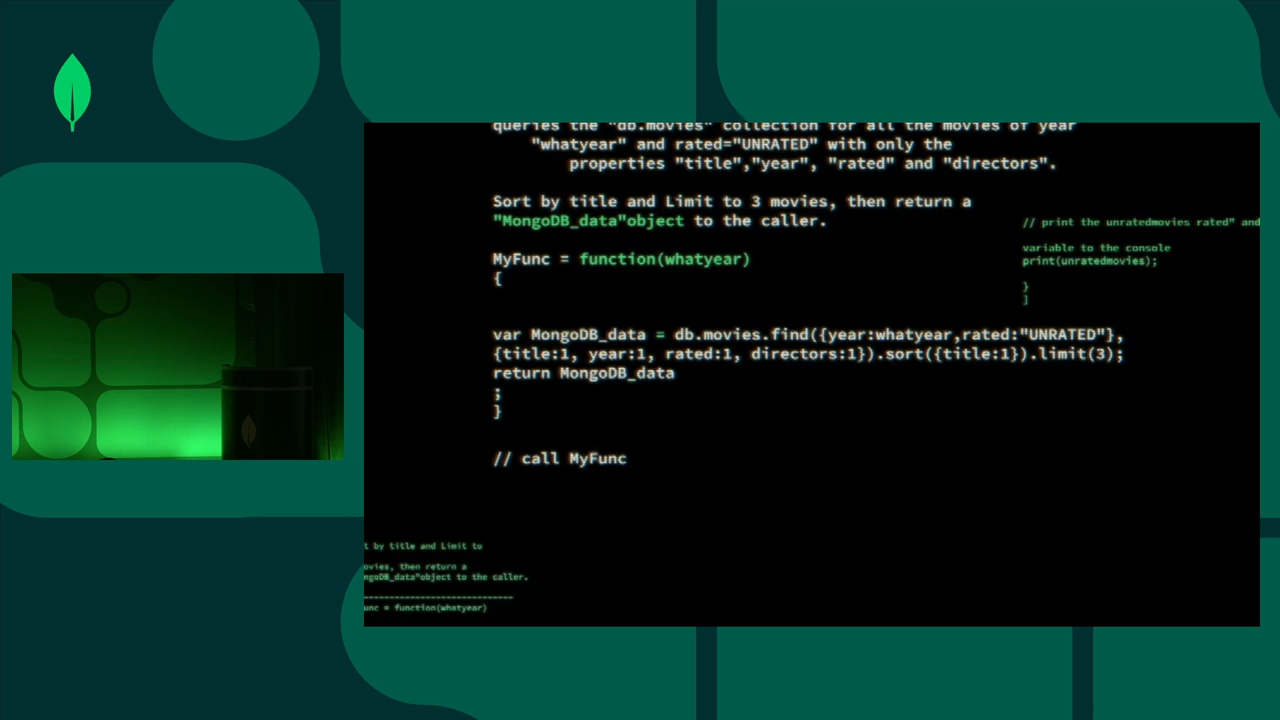 queries the "db.movies" collection for all the movies of year
"whatyear" and rated="UNRATED" with only the
properties "title","year", "rated" and "directors".
Sort by title and Limit to 3 movies, then return a
"MongoDB_data"object to the caller.
MyFunc = function(whatyear)
{
var MongoDB_data = db.movies.find({year:whatyear,rated:"UNRATED"},
{title:1, year:1, rated:1, directors:1}).sort({title:1}).limit(3);
return MongoDB_data
;
}
// call MyFunc
// print the unratedmovies rated" and
variable to the console
print(unratedmovies);
}
]
t by title and Limit to
ovies, then return a
ngoDB_data"object to the caller.
-----------------------------
unc = function(whatyear)